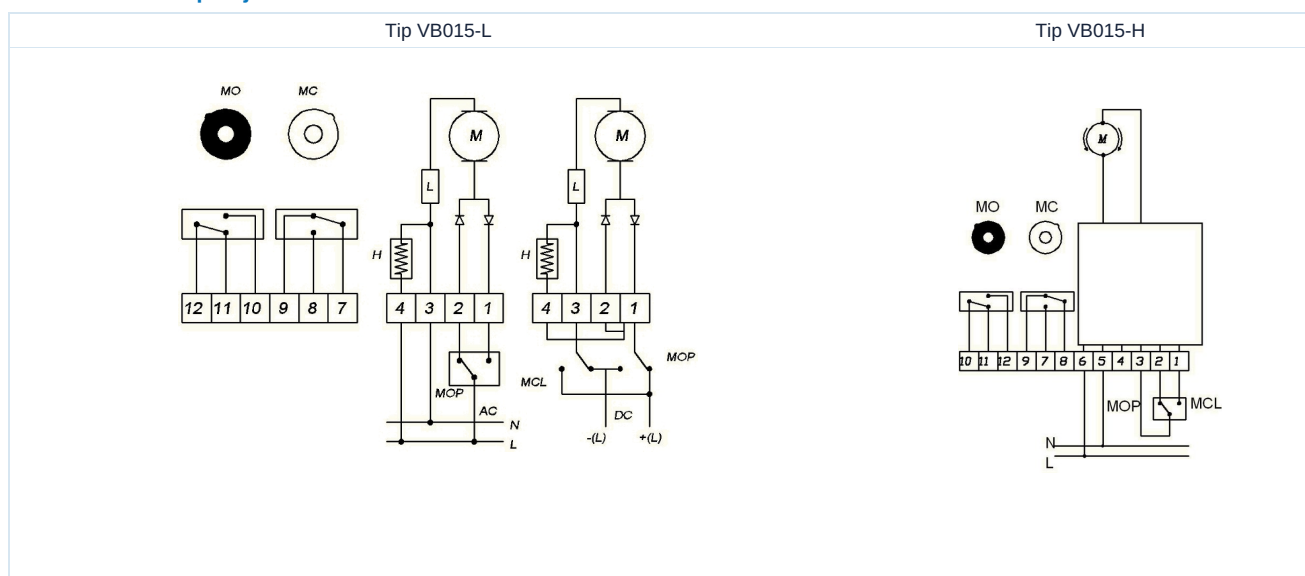 Tip VB015-L
Tip VB015-H
MO MC
M
L
H
12 11 10 9 8 7
4 3 2 1
MOP
AC
N
L
M
L
H
4 3 2 1
MOP
MCL
DC
-(L) +(L)
M
MO MC
10 11 12 9 7 8 6 5 4 3 2 1
MOP MCL
N
L